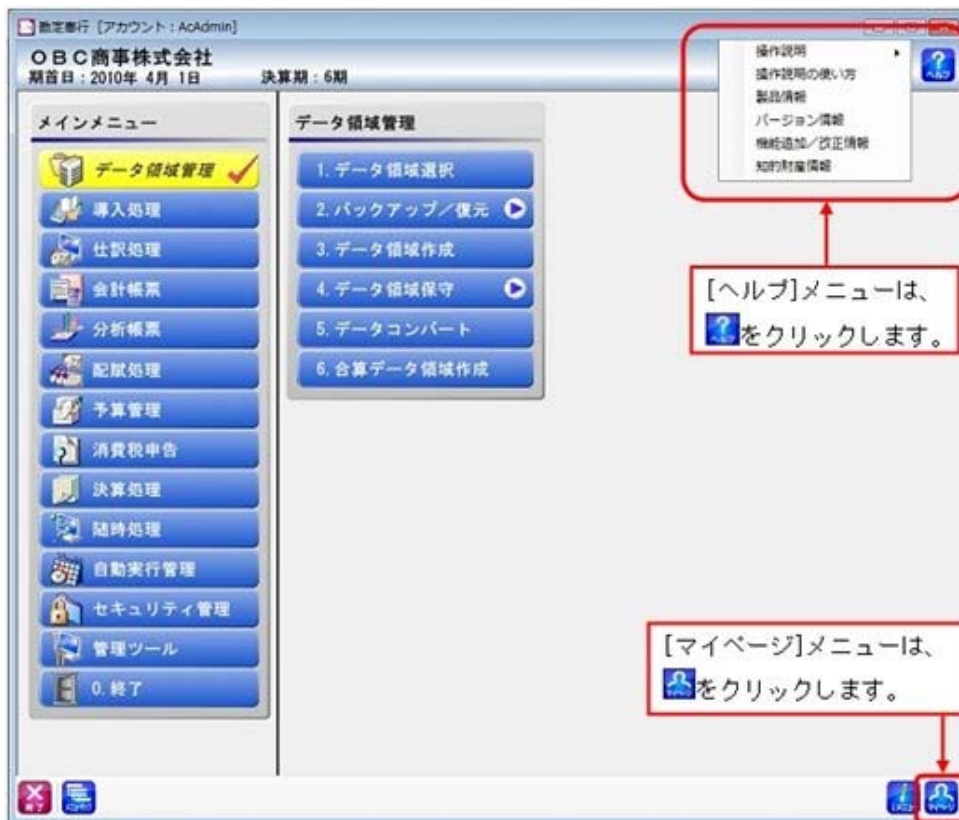 勘定奉行 [アカウント：AcAdmin]
ＯＢＣ商事株式会社
期首日：2010年 4月 1日 決算期：6期
操作説明
操作説明の使い方
製品情報
バージョン情報
機能追加／改正情報
知的財産情報
ヘルプ
メインメニュー
データ領域管理
導入処理
仕訳処理
会計帳票
分析帳票
配賦処理
予算管理
消費税申告
決算処理
随時処理
自動実行管理
セキュリティ管理
管理ツール
0.終了
データ領域管理
1.データ領域選択
2.バックアップ／復元
3.データ領域作成
4.データ領域保守
5.データコンバート
6.合算データ領域作成
[ヘルプ]メニューは、
をクリックします。
[マイページ]メニューは、
をクリックします。
終了
マイページ